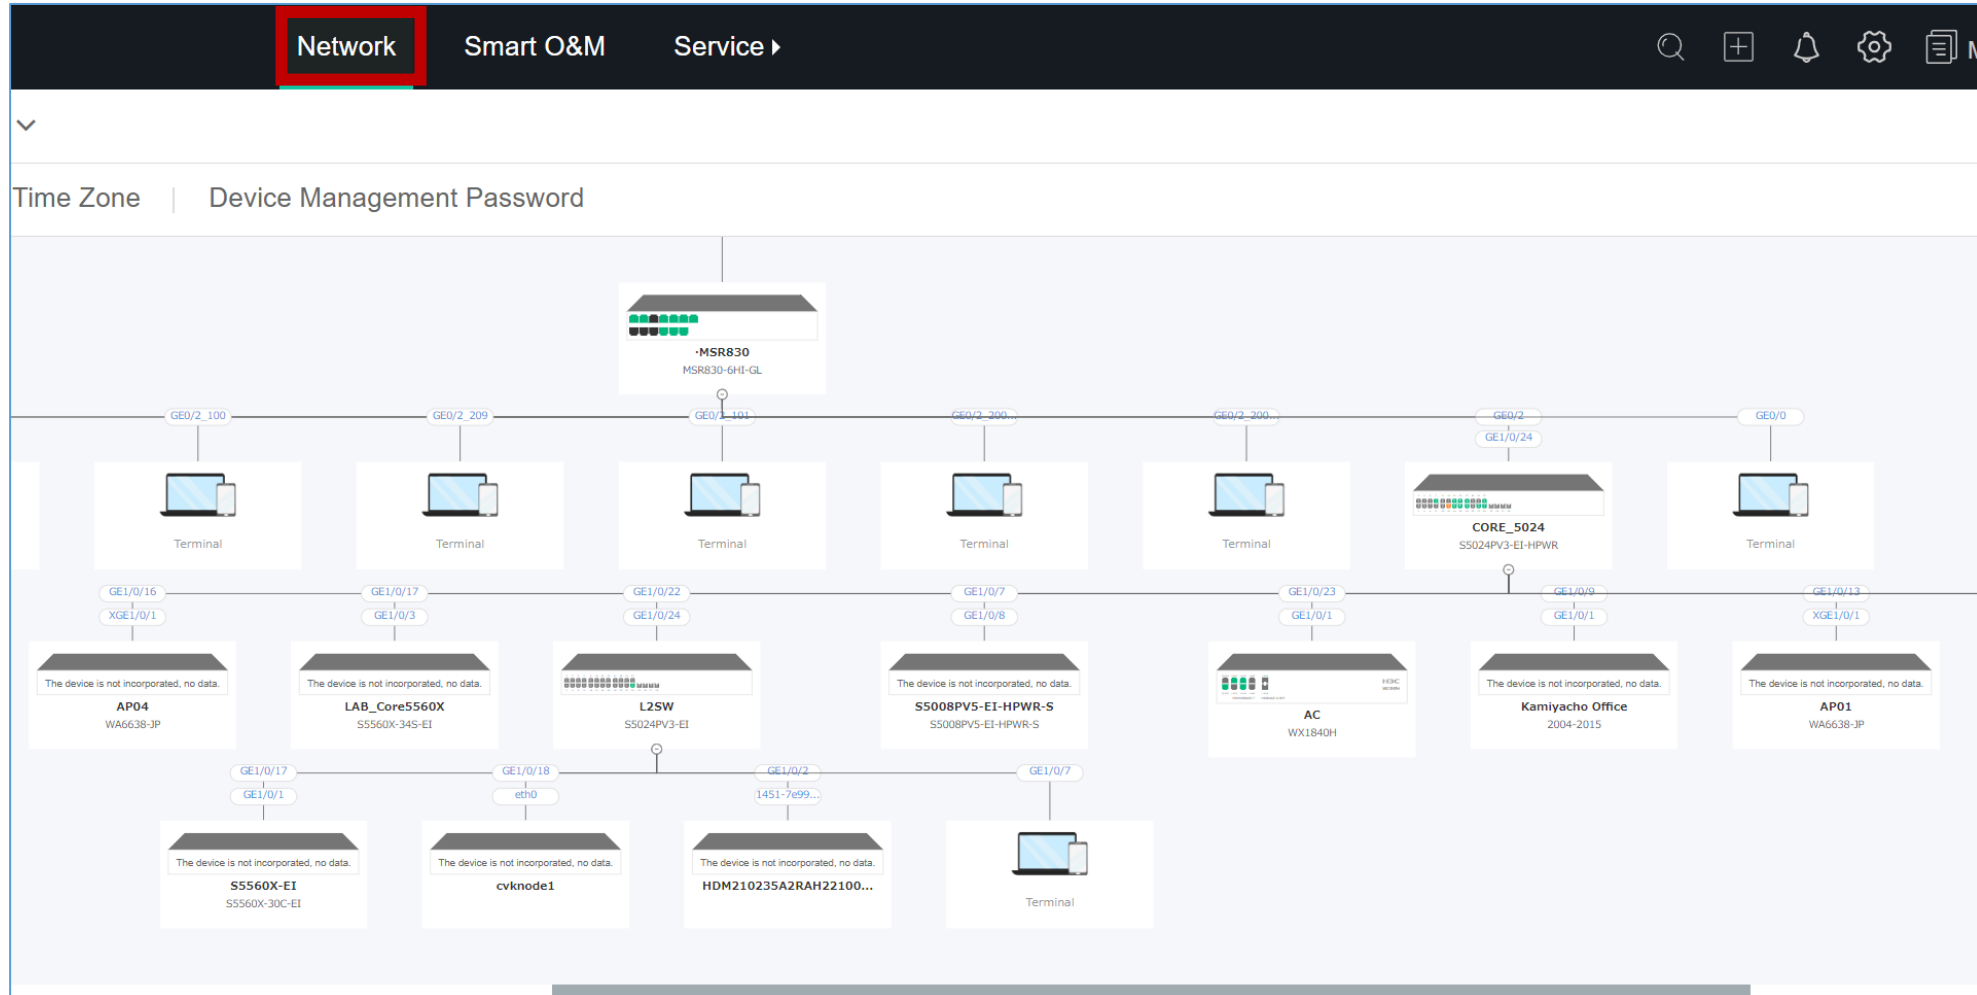 Network Smart O&M Service
Time Zone | Device Management Password
·MSR830
MSR830-6HI-GL
GE0/2_100 GE0/2_209 GE0/2_101 GE0/2_200... GE0/2_200... GE0/2 GE0/0
GE1/0/24
Terminal Terminal Terminal Terminal Terminal CORE_5024 Terminal
S5024PV3-EI-HPWR
GE1/0/16 GE1/0/17 GE1/0/22 GE1/0/7 GE1/0/23 GE1/0/9 GE1/0/13
XGE1/0/1 GE1/0/3 GE1/0/24 GE1/0/8 GE1/0/1 GE1/0/1 XGE1/0/1
The device is not incorporated, no data. The device is not incorporated, no data. The device is not incorporated, no data. H3C The device is not incorporated, no data. The device is not incorporated, no data.
AP04 LAB_Core5560X L2SW S5008PV5-EI-HPWR-S AC Kamiyacho Office AP01
WA6638-JP S5560X-34S-EI S5024PV3-EI S5008PV5-EI-HPWR-S WX1840H 2004-2015 WA6638-JP
GE1/0/17 GE1/0/18 GE1/0/2 GE1/0/7
GE1/0/1 eth0 1451-7e99...
The device is not incorporated, no data. The device is not incorporated, no data. The device is not incorporated, no data.
S5560X-EI cvknode1 HDM210235A2RAH22100... Terminal
S5560X-30C-EI